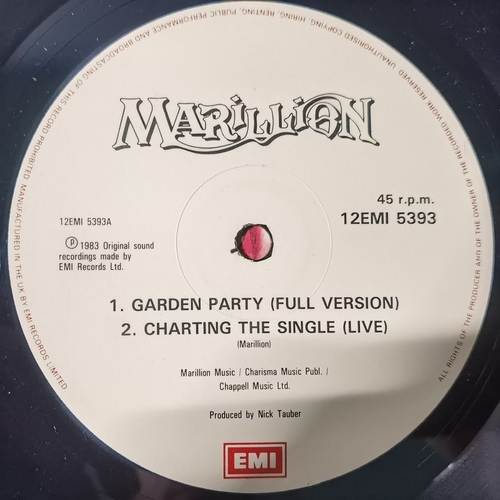 ALL RIGHTS OF THE PRODUCER AND OF THE OWNER OF THE RECORDED WORK RESERVED. UNAUTHORISED COPYING, HIRING, RENTING, PUBLIC PERFORMANCE AND BROADCASTING OF THIS RECORD PROHIBITED. MANUFACTURED IN THE UK BY EMI RECORDS LIMITED
MARILLION
12EMI 5393A
45 r.p.m.
12EMI 5393
Ⓟ 1983 Original sound
recordings made by
EMI Records Ltd.
1. GARDEN PARTY (FULL VERSION)
2. CHARTING THE SINGLE (LIVE)
(Marillion)
Marillion Music / Charisma Music Publ. /
Chappell Music Ltd.
Produced by Nick Tauber
EMI